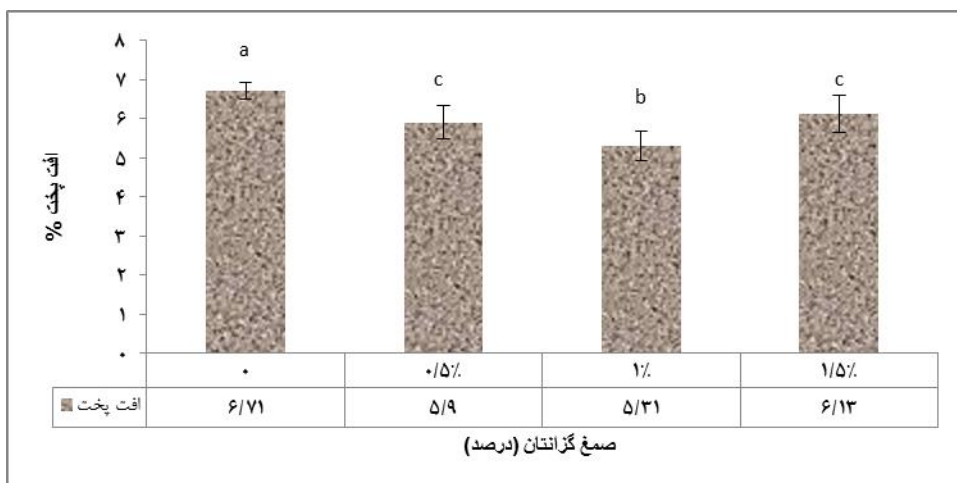 ۸
۷
۶
۵
۴
۳
۲
۱
۰
افت پخت %
a
c
b
c
۰ ۰/۵٪ ۱٪ ۱/۵٪
افت پخت ۶/۷۱ ۵/۹ ۵/۳۱ ۶/۱۳
صمغ گزانتان (درصد)